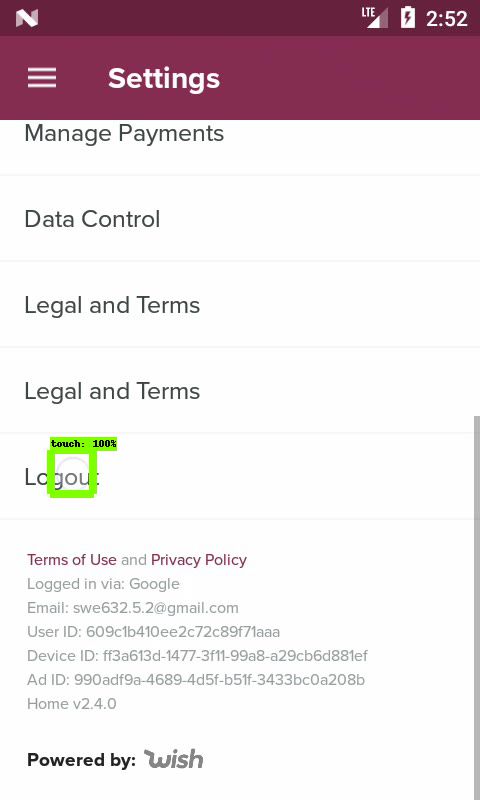 LTE 2:52
Settings
Manage Payments
Data Control
Legal and Terms
Legal and Terms
touch: 100%
Logout
Terms of Use and Privacy Policy
Logged in via: Google
Email: swe632.5.2@gmail.com
User ID: 609c1b410ee2c72c89f71aaa
Device ID: ff3a613d-1477-3f11-99a8-a29cb6d881ef
Ad ID: 990adf9a-4689-4d5f-b51f-3433bc0a208b
Home v2.4.0
Powered by: wish